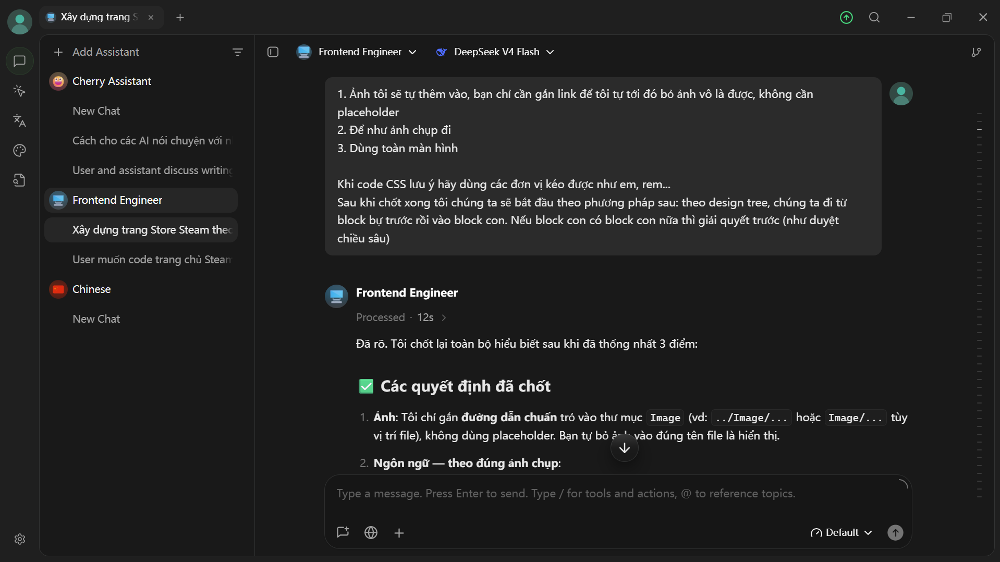 Xây dựng trang S
Add Assistant
Cherry Assistant
New Chat
Cách cho các AI nói chuyện với n
User and assistant discuss writing
Frontend Engineer
Xây dựng trang Store Steam theo
User muốn code trang chủ Steam
Chinese
New Chat
Frontend Engineer
DeepSeek V4 Flash
1. Ảnh tôi sẽ tự thêm vào, bạn chỉ cần gắn link để tôi tự tới đó bỏ ảnh vô là được, không cần
placeholder
2. Để như ảnh chụp đi
3. Dùng toàn màn hình
Khi code CSS lưu ý hãy dùng các đơn vị kéo được như em, rem...
Sau khi chốt xong tôi chúng ta sẽ bắt đầu theo phương pháp sau: theo design tree, chúng ta đi từ
block bự trước rồi vào block con. Nếu block con có block con nữa thì giải quyết trước (như duyệt
chiều sâu)
Frontend Engineer
Processed · 12s
Đã rõ. Tôi chốt lại toàn bộ hiểu biết sau khi đã thống nhất 3 điểm:
✅ Các quyết định đã chốt
1. Ảnh: Tôi chỉ gắn đường dẫn chuẩn trỏ vào thư mục Image (vd: ../Image/... hoặc Image/... tùy
vị trí file), không dùng placeholder. Bạn tự bỏ ảnh vào đúng tên file là hiển thị.
2. Ngôn ngữ — theo đúng ảnh chụp:
Type a message. Press Enter to send. Type / for tools and actions, @ to reference topics.
Default